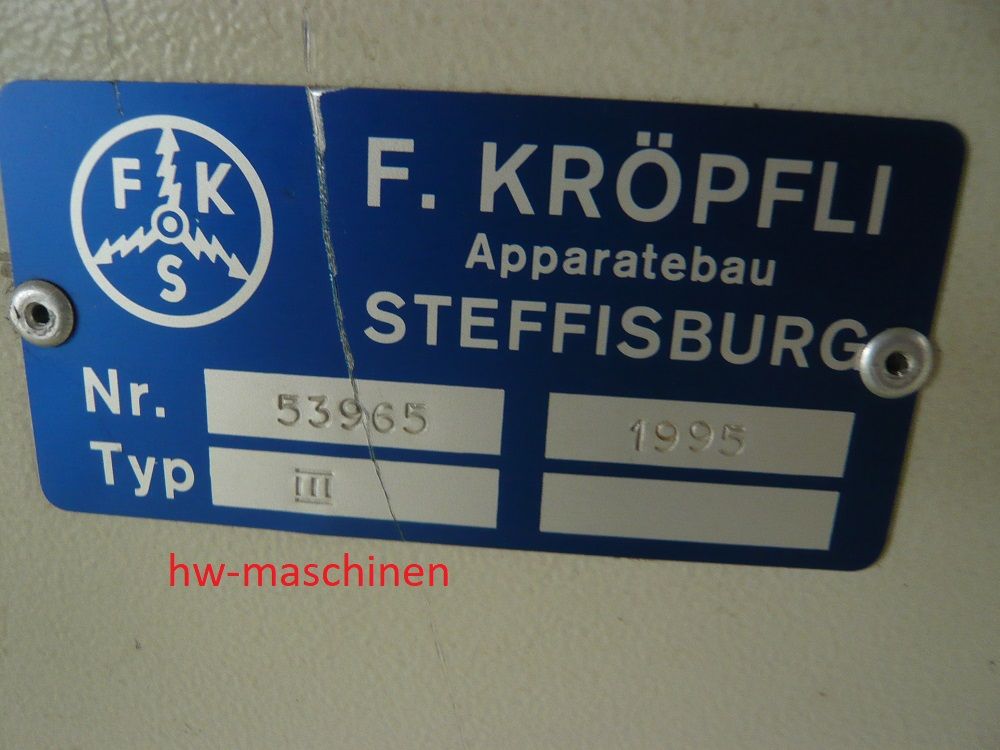 F K
S
F. KRÖPFLI
Apparatebau
STEFFISBURG
Nr. 53965 1995
Typ III
hw-maschinen